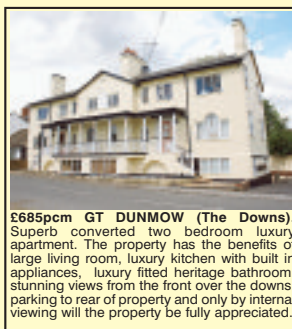 £685pcm GT DUNMOW (The Downs)
Superb converted two bedroom luxury
apartment. The property has the benefits of
large living room, luxury kitchen with built in
appliances, luxury fitted heritage bathroom
stunning views from the front over the downs
parking to rear of property and only by interna
viewing will the property be fully appreciated.